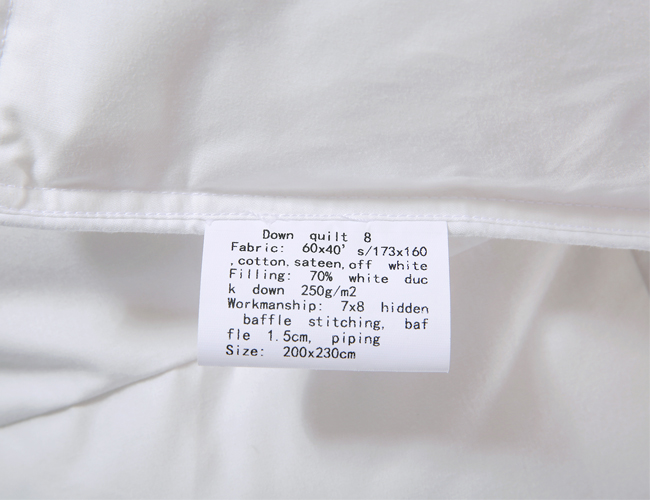 Down quilt 8
Fabric: 60x40's/173x160
,cotton,sateen,off white
Filling: 70% white duc
k down 250g/m2
Workmanship: 7x8 hidden
baffle stitching, baf
fle 1.5cm, piping
Size: 200x230cm